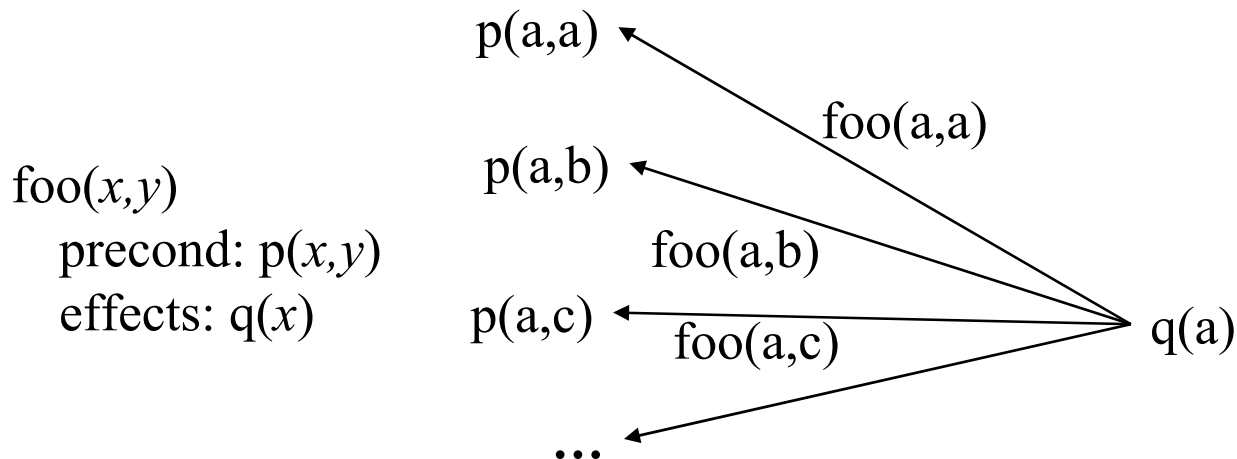 foo(x,y)
precond: p(x,y)
effects: q(x)
p(a,a)
foo(a,a)
p(a,b)
foo(a,b)
p(a,c)
foo(a,c)
q(a)
...